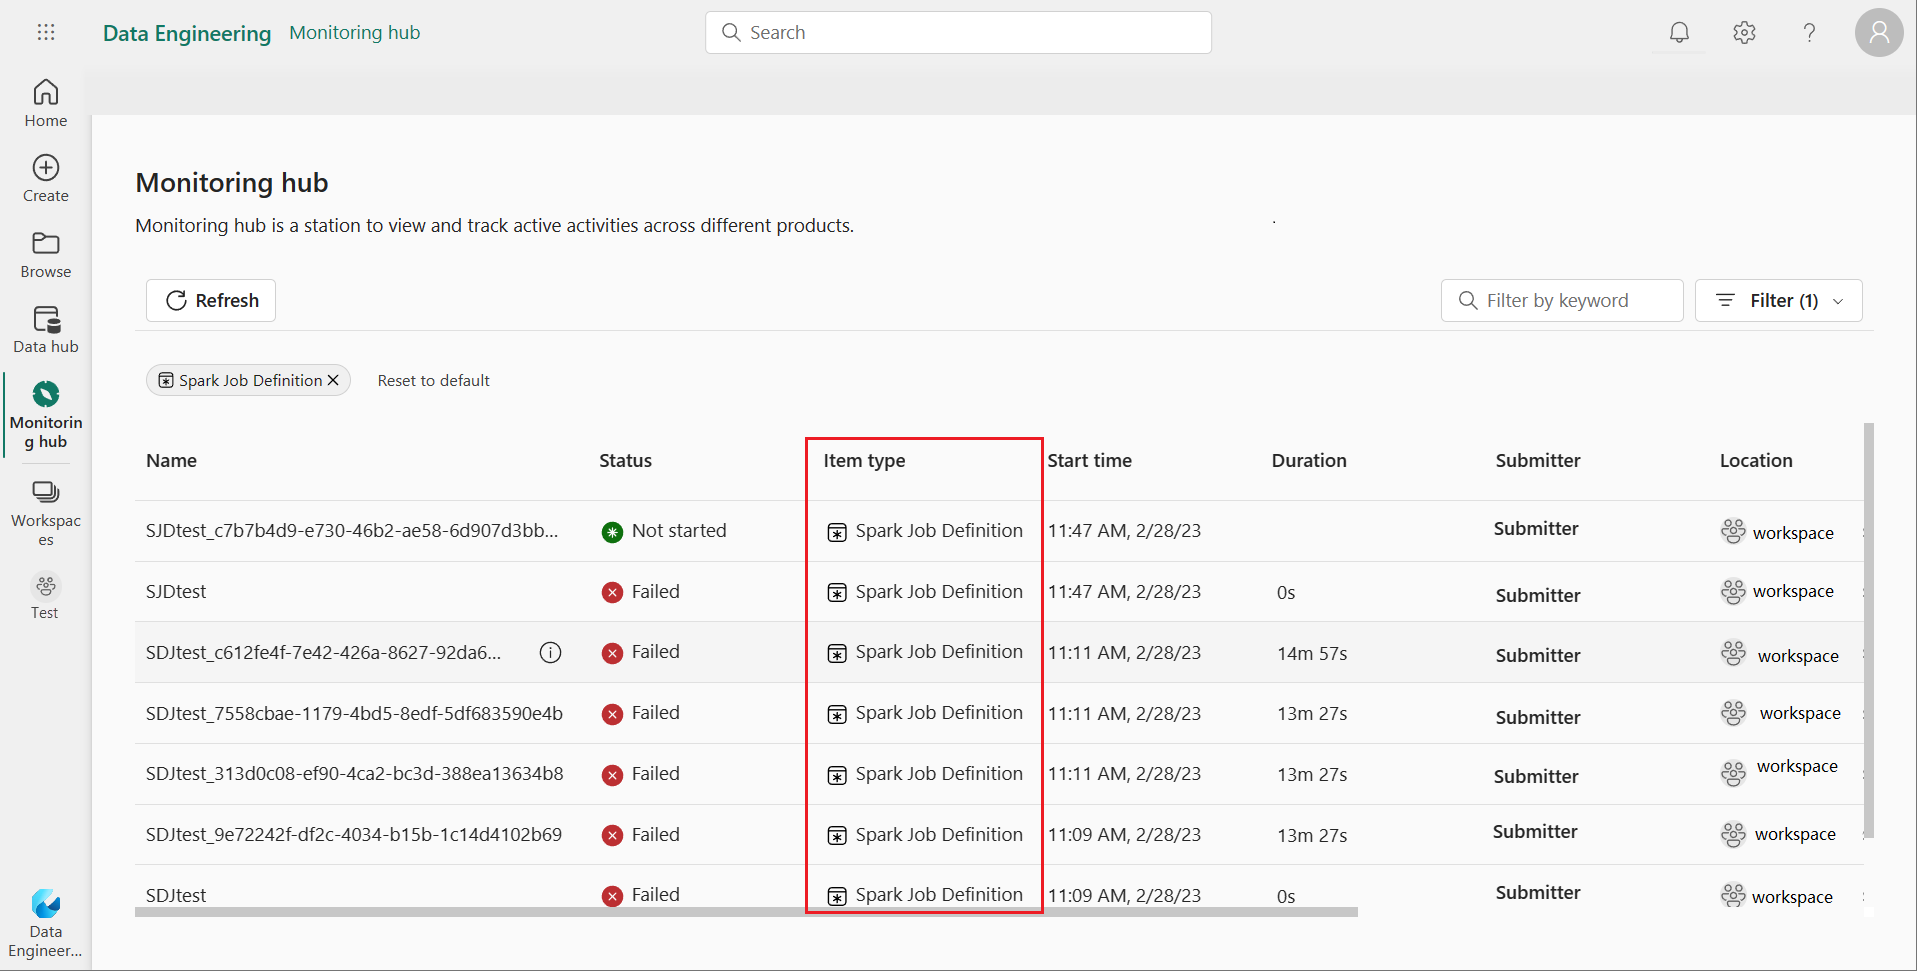 Data Engineering Monitoring hub
Search
Home
Create
Browse
Data hub
Monitorin
g hub
Workspac
es
Test
Data
Engineer...
Monitoring hub
Monitoring hub is a station to view and track active activities across different products.
Refresh
Filter by keyword
Filter (1)
Spark Job Definition
Reset to default
Name Status Item type Start time Duration Submitter Location
SJDtest_c7b7b4d9-e730-46b2-ae58-6d907d3bb... Not started Spark Job Definition 11:47 AM, 2/28/23 Submitter workspace
SJDtest Failed Spark Job Definition 11:47 AM, 2/28/23 0s Submitter workspace
SDJtest_c612fe4f-7e42-426a-8627-92da6... Failed Spark Job Definition 11:11 AM, 2/28/23 14m 57s Submitter workspace
SDJtest_7558cbae-1179-4bd5-8edf-5df683590e4b Failed Spark Job Definition 11:11 AM, 2/28/23 13m 27s Submitter workspace
SDJtest_313d0c08-ef90-4ca2-bc3d-388ea13634b8 Failed Spark Job Definition 11:11 AM, 2/28/23 13m 27s Submitter workspace
SDJtest_9e72242f-df2c-4034-b15b-1c14d4102b69 Failed Spark Job Definition 11:09 AM, 2/28/23 13m 27s Submitter workspace
SDJtest Failed Spark Job Definition 11:09 AM, 2/28/23 0s Submitter workspace